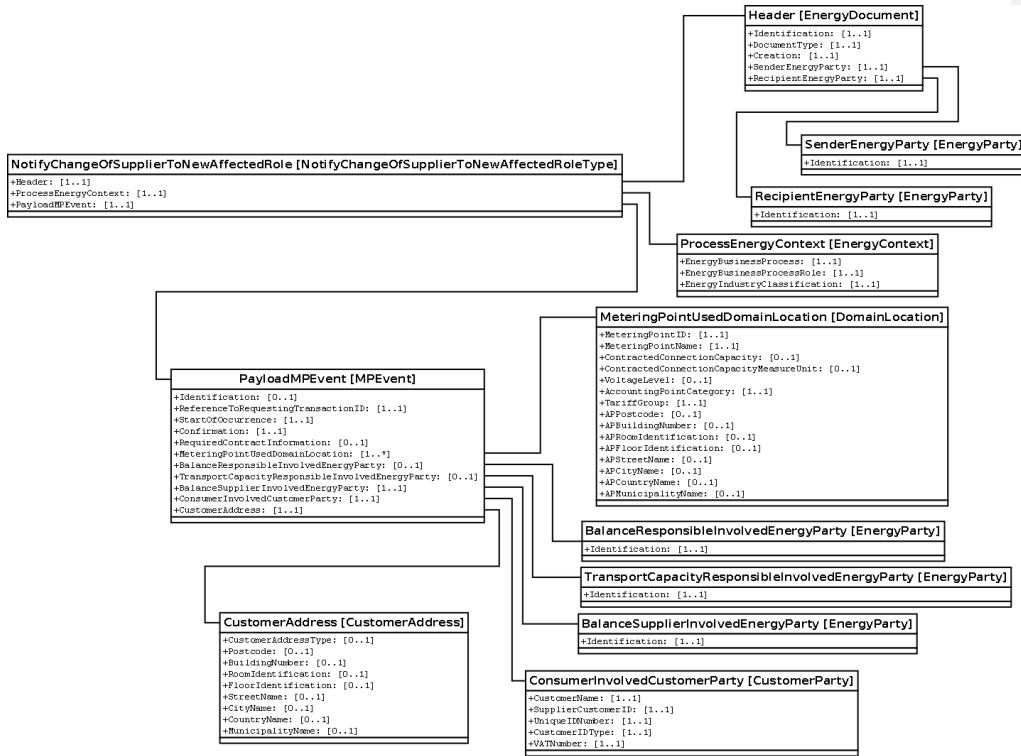 Header [EnergyDocument]
+Identification: [1..1]
+DocumentType: [1..1]
+Creation: [1..1]
+SenderEnergyParty: [1..1]
+RecipientEnergyParty: [1..1]
SenderEnergyParty [EnergyParty]
+Identification: [1..1]
NotifyChangeOfSupplierToNewAffectedRole [NotifyChangeOfSupplierToNewAffectedRoleType]
+Header: [1..1]
+ProcessEnergyContext: [1..1]
+PayloadMPEvent: [1..1]
RecipientEnergyParty [EnergyParty]
+Identification: [1..1]
ProcessEnergyContext [EnergyContext]
+EnergyBusinessProcess: [1..1]
+EnergyBusinessProcessRole: [1..1]
+EnergyIndustryClassification: [1..1]
MeteringPointUsedDomainLocation [DomainLocation]
+MeteringPointID: [1..1]
+MeteringPointName: [1..1]
+ContractedConnectionCapacity: [0..1]
+ContractedConnectionCapacityMeasureUnit: [0..1]
+VoltageLevel: [0..1]
+AccountingPointCategory: [1..1]
+TariffGroup: [1..1]
+APPostcode: [0..1]
+APBuildingNumber: [0..1]
+APRoomIdentification: [0..1]
+APFloorIdentification: [0..1]
+APStreetName: [0..1]
+APCityName: [0..1]
+APCountryName: [0..1]
+APMunicipalityName: [0..1]
PayloadMPEvent [MPEvent]
+Identification: [0..1]
+ReferenceToRequestingTransactionID: [1..1]
+StartOfOccurrence: [1..1]
+Confirmation: [1..1]
+RequiredContractInformation: [0..1]
+MeteringPointUsedDomainLocation: [1..*]
+BalanceResponsibleInvolvedEnergyParty: [0..1]
+TransportCapacityResponsibleInvolvedEnergyParty: [0..1]
+BalanceSupplierInvolvedEnergyParty: [1..1]
+ConsumerInvolvedCustomerParty: [1..1]
+CustomerAddress: [1..1]
BalanceResponsibleInvolvedEnergyParty [EnergyParty]
+Identification: [1..1]
TransportCapacityResponsibleInvolvedEnergyParty [EnergyParty]
+Identification: [1..1]
BalanceSupplierInvolvedEnergyParty [EnergyParty]
+Identification: [1..1]
CustomerAddress [CustomerAddress]
+CustomerAddressType: [0..1]
+Postcode: [0..1]
+BuildingNumber: [0..1]
+RoomIdentification: [0..1]
+FloorIdentification: [0..1]
+StreetName: [0..1]
+CityName: [0..1]
+CountryName: [0..1]
+MunicipalityName: [0..1]
ConsumerInvolvedCustomerParty [CustomerParty]
+CustomerName: [1..1]
+SupplierCustomerID: [1..1]
+UniqueIDNumber: [1..1]
+CustomerIDType: [1..1]
+VATNumber: [1..1]